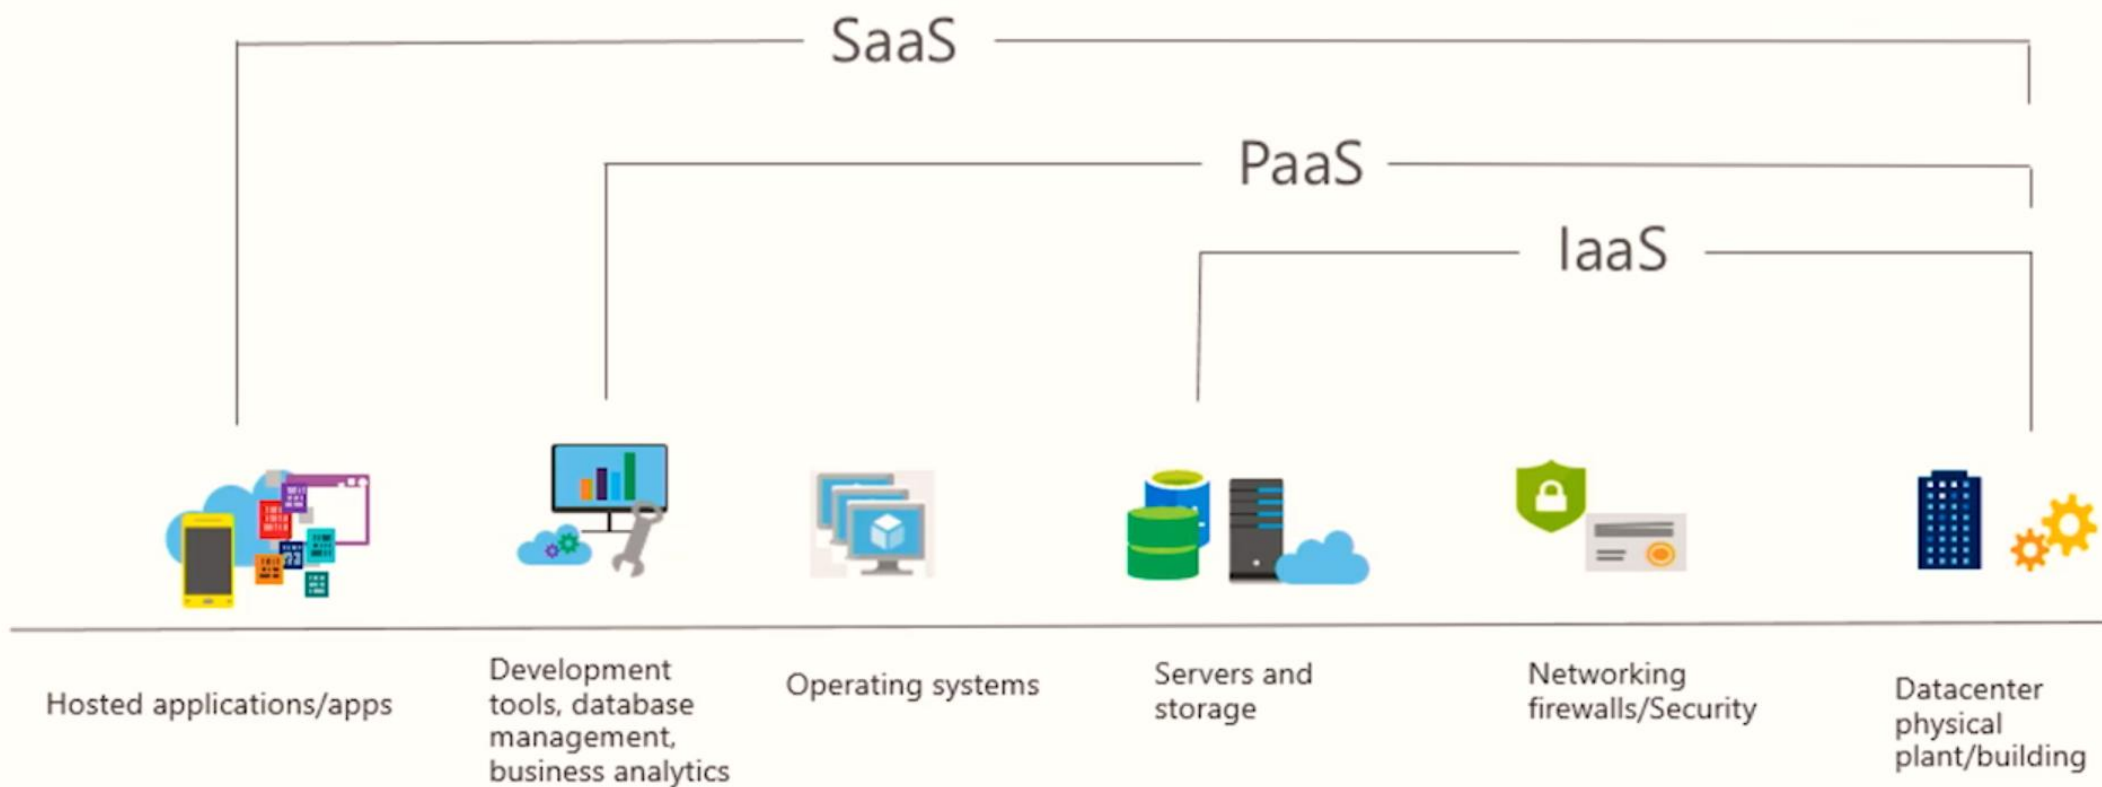 SaaS
PaaS
IaaS
Hosted applications/apps
Development
tools, database
management,
business analytics
Operating systems
Servers and
storage
Networking
firewalls/Security
Datacenter
physical
plant/building